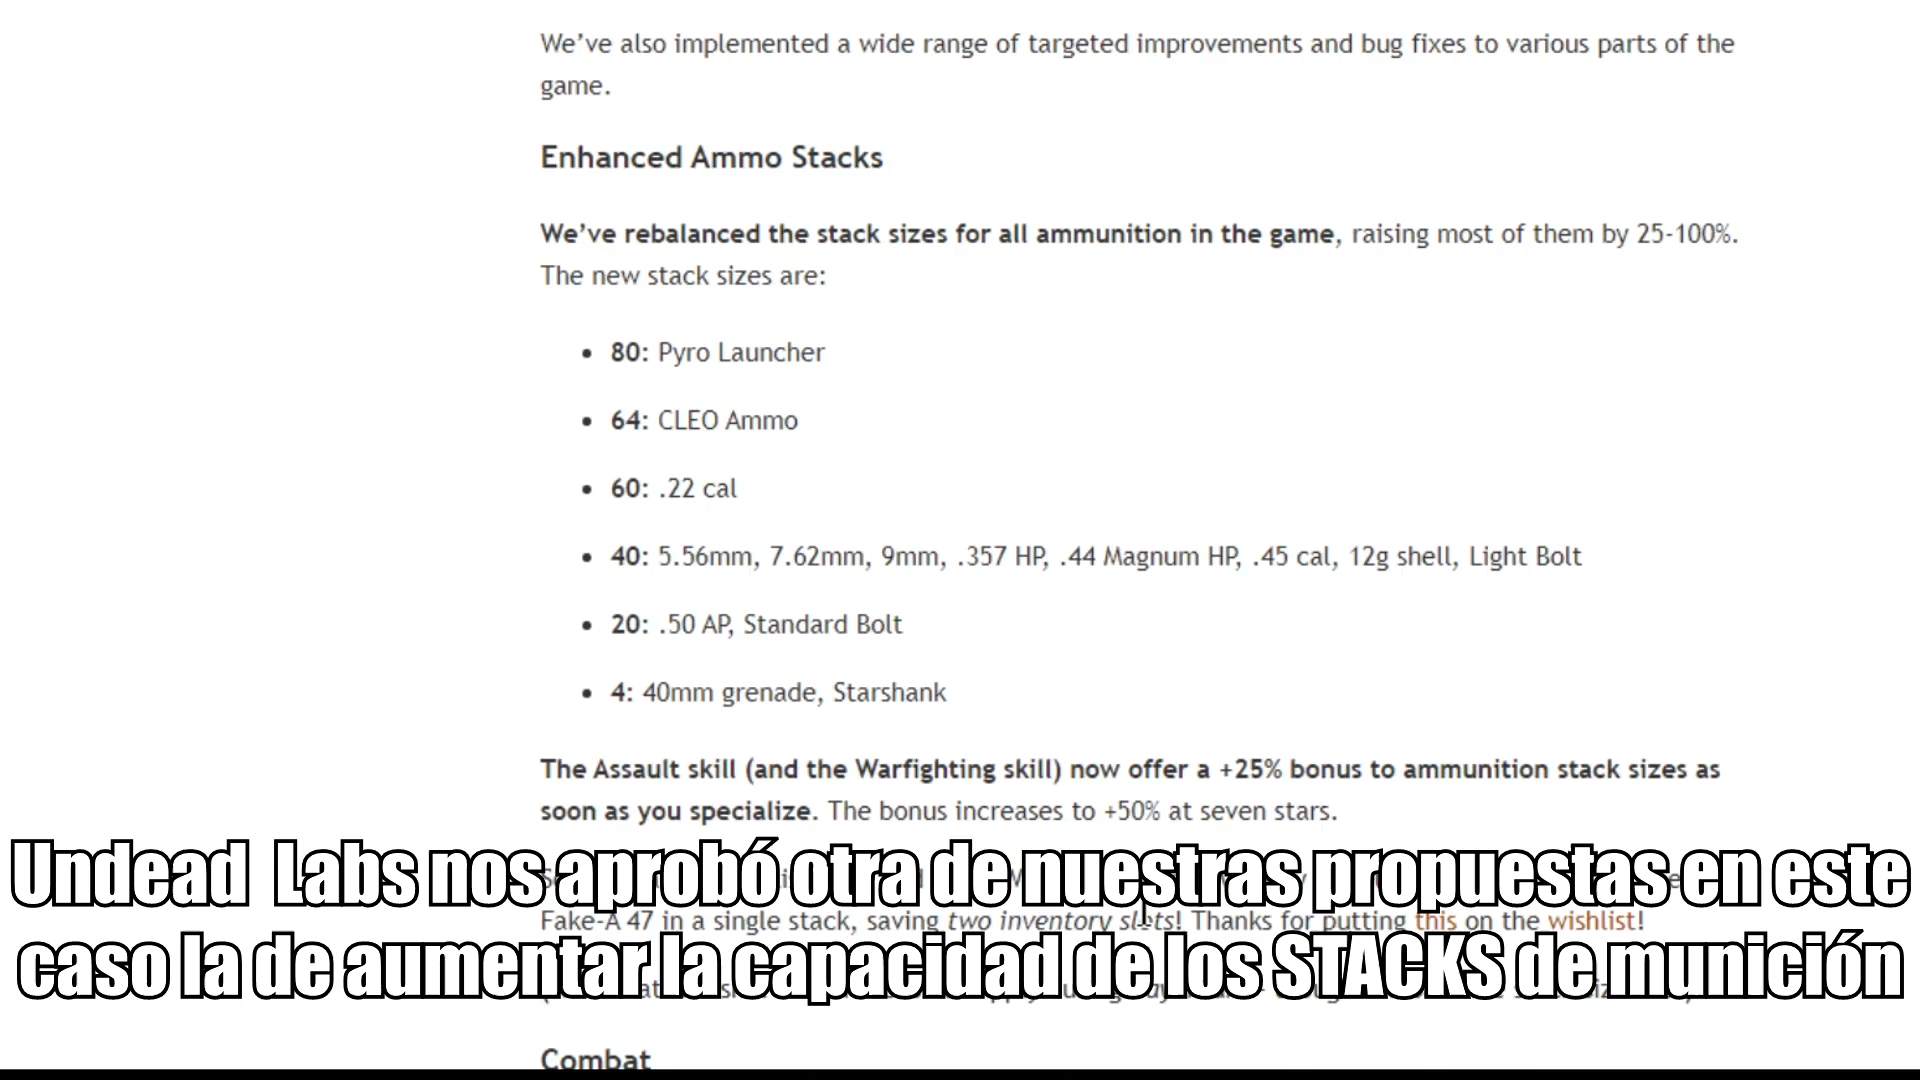 We’ve also implemented a wide range of targeted improvements and bug fixes to various parts of the
game.
Enhanced Ammo Stacks
We’ve rebalanced the stack sizes for all ammunition in the game, raising most of them by 25-100%.
The new stack sizes are:
• 80: Pyro Launcher
• 64: CLEO Ammo
• 60: .22 cal
• 40: 5.56mm, 7.62mm, 9mm, .357 HP, .44 Magnum HP, .45 cal, 12g shell, Light Bolt
• 20: .50 AP, Standard Bolt
• 4: 40mm grenade, Starshank
The Assault skill (and the Warfighting skill) now offer a +25% bonus to ammunition stack sizes as
soon as you specialize. The bonus increases to +50% at seven stars.
Undead Labs nos aprobó otra de nuestras propuestas en este
Fake-A 47 in a single stack, saving two inventory slots! Thanks for putting this on the wishlist!
caso la de aumentar la capacidad de los STACKS de munición
Combat